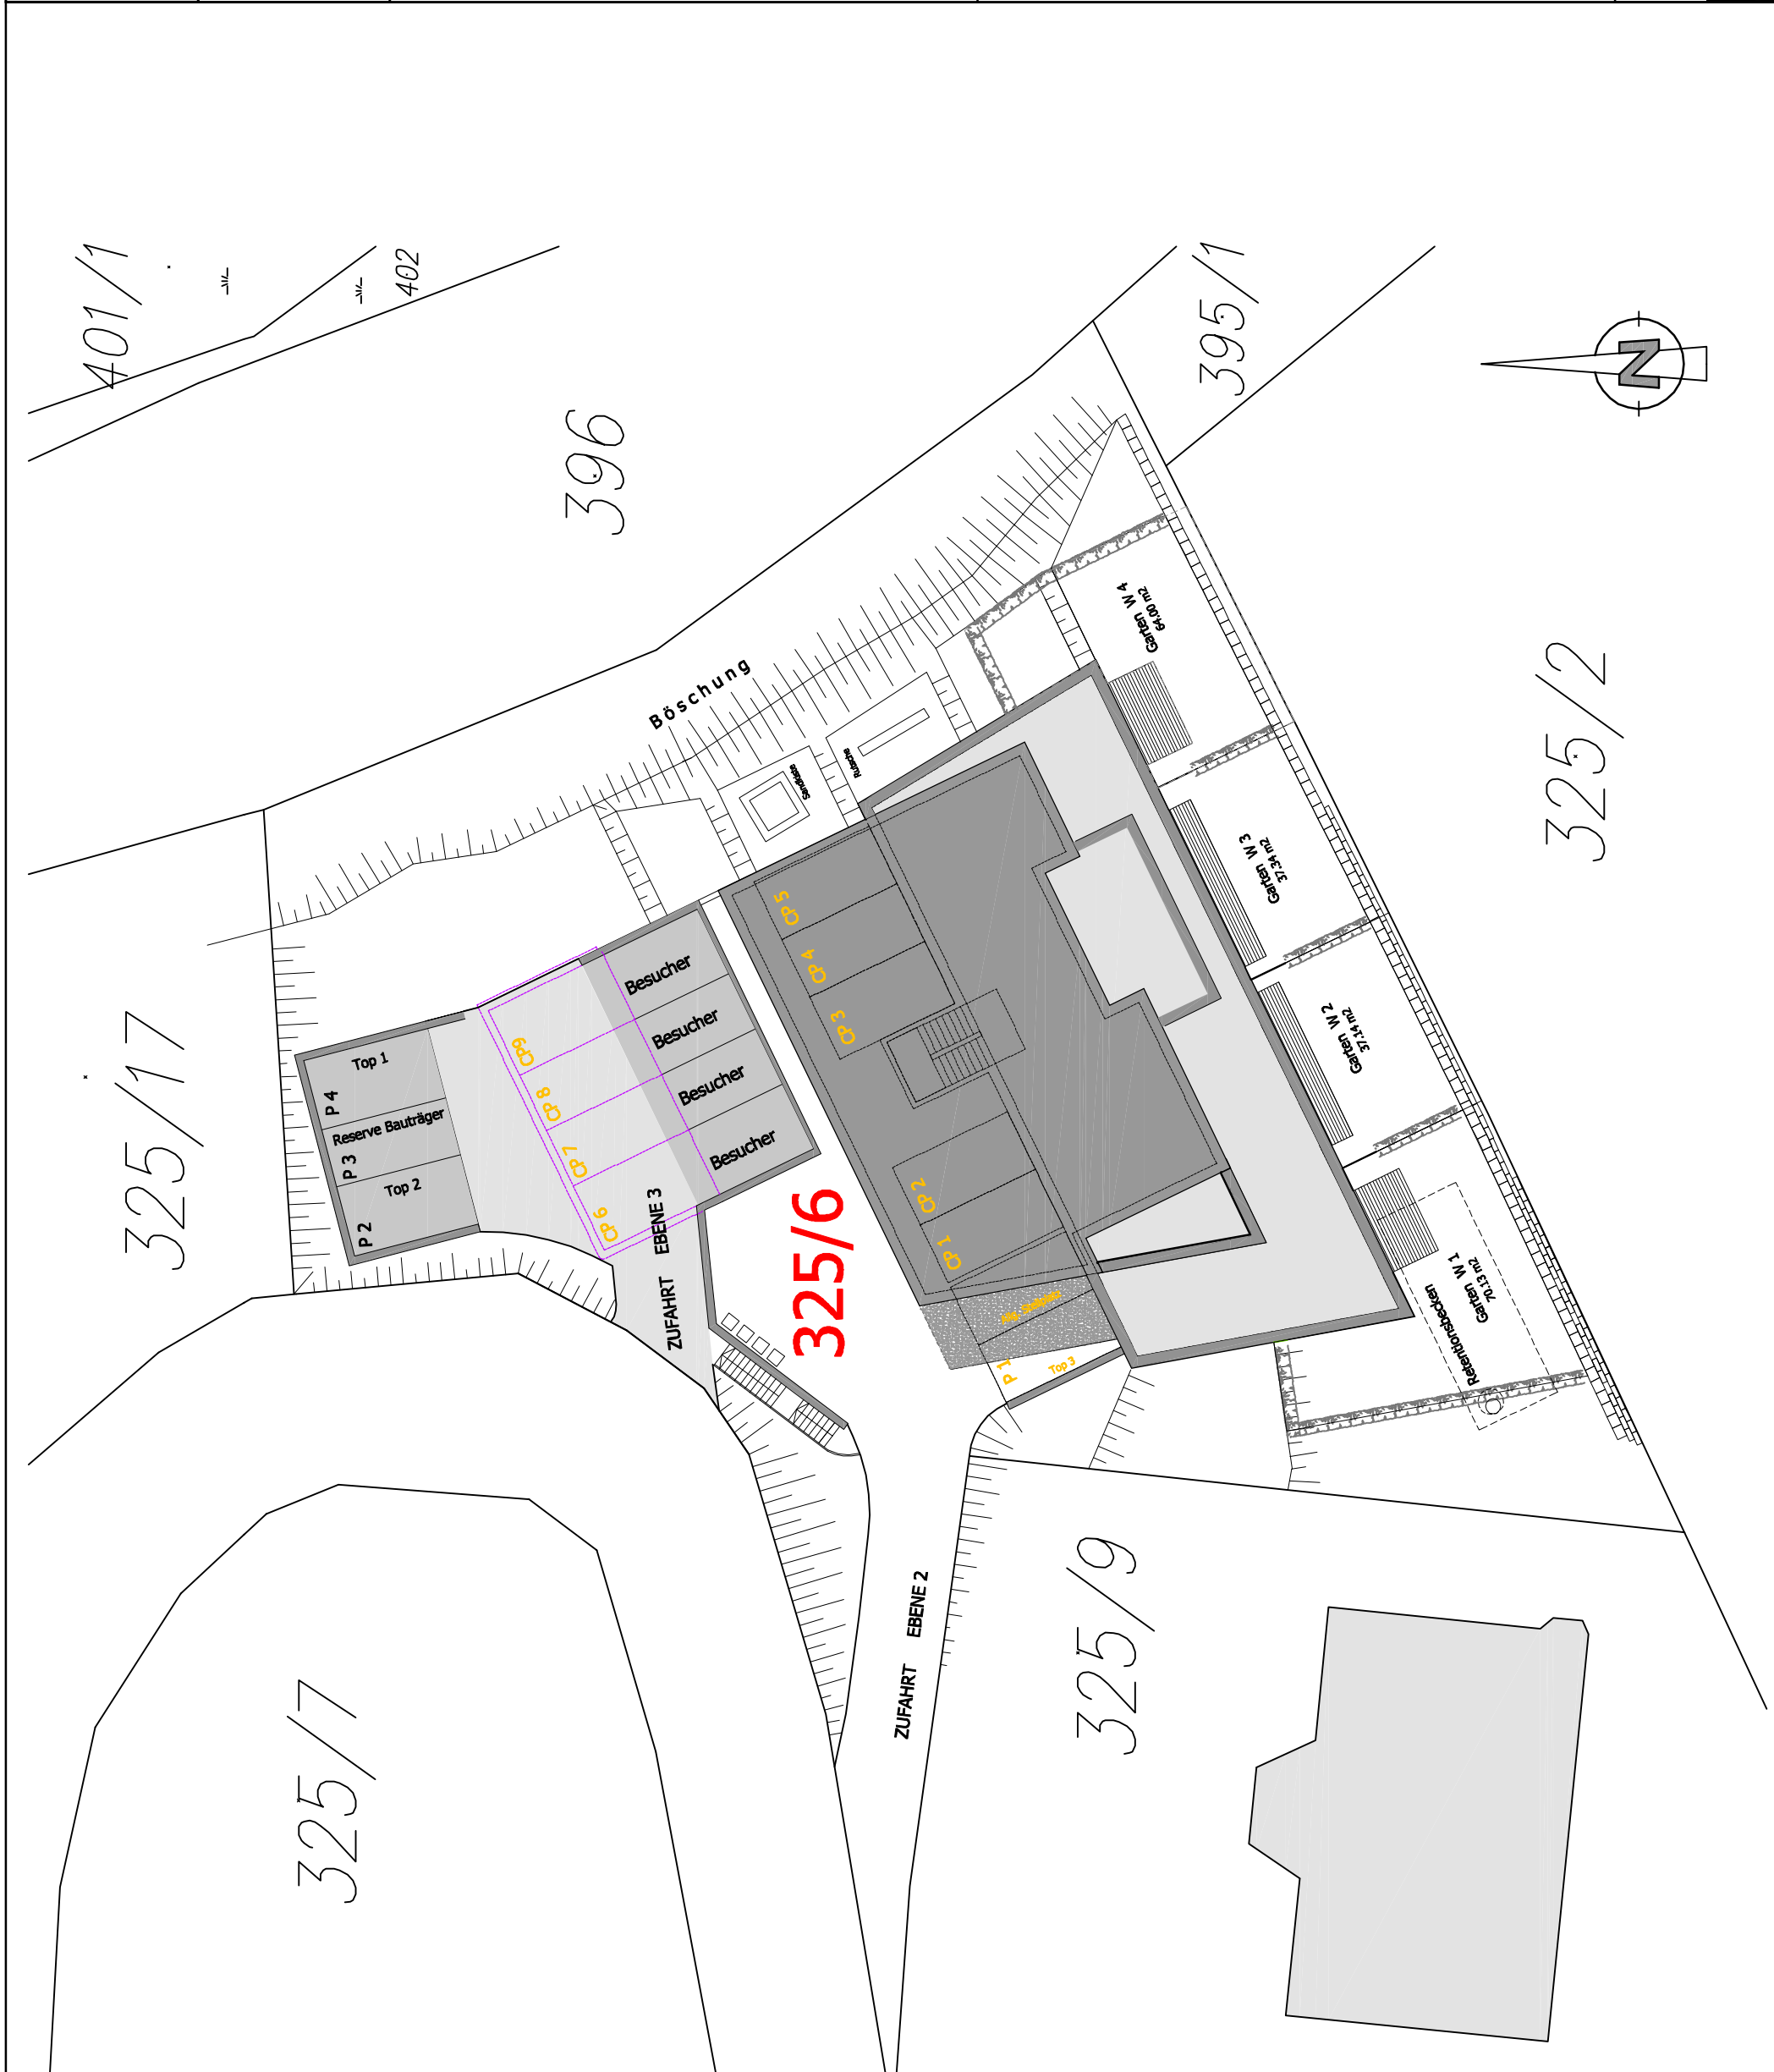 401/1
402
396
395/1
N
325/2
325/17
Böschung
Sandkiste
Rutsche
Garten W 4
64.00 m2
Garten W 3
37.34 m2
Garten W 2
37.14 m2
Garten W 1
70.13 m2
Retentionsbecken
CP 5
CP 4
CP 3
CP 2
CP 1
Besucher
Besucher
Besucher
Besucher
CP9
CP 8
CP 7
CP 6
Top 1
P 4
Reserve Bauträger
P 3
Top 2
P 2
ZUFAHRT EBENE 3
325/6
P 1
Top 3
ZUFAHRT EBENE 2
325/7
325/9